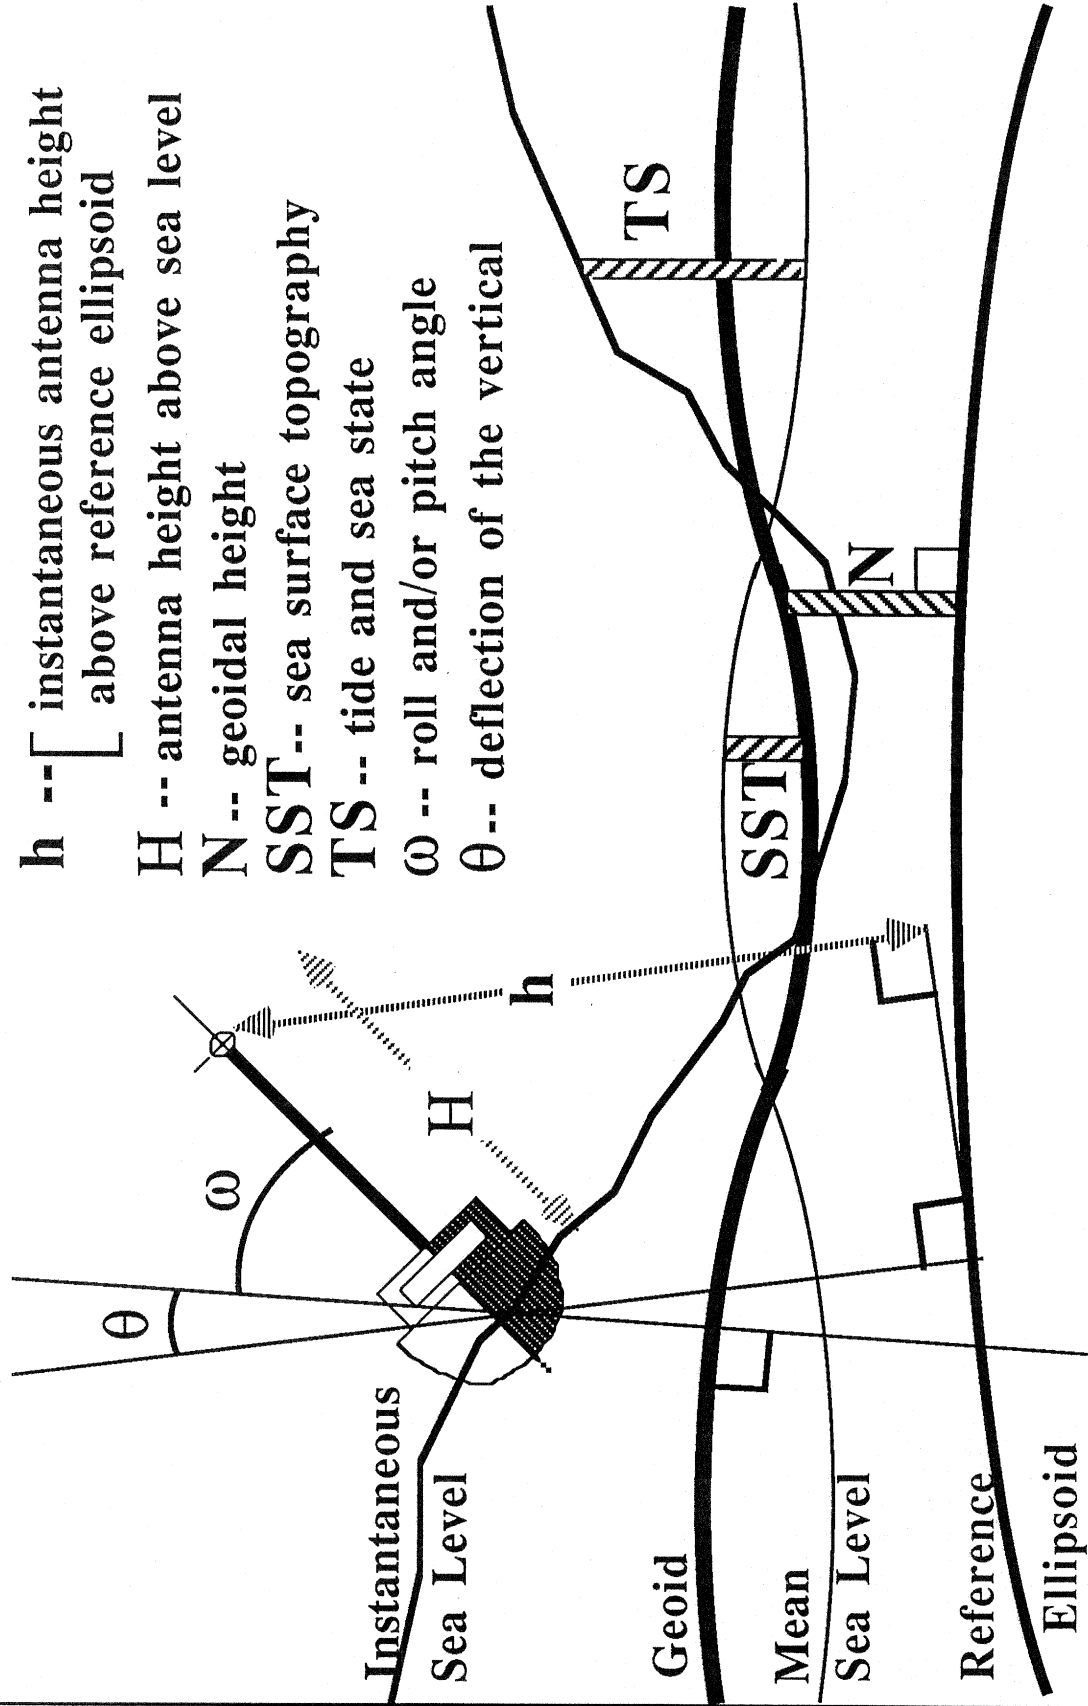 h -- [ instantaneous antenna height
above reference ellipsoid
H -- antenna height above sea level
N -- geoidal height
SST -- sea surface topography
TS -- tide and sea state
ω -- roll and/or pitch angle
θ -- deflection of the vertical
θ
ω
H
h
SST
N
TS
Instantaneous
Sea Level
Geoid
Mean
Sea Level
Reference
Ellipsoid